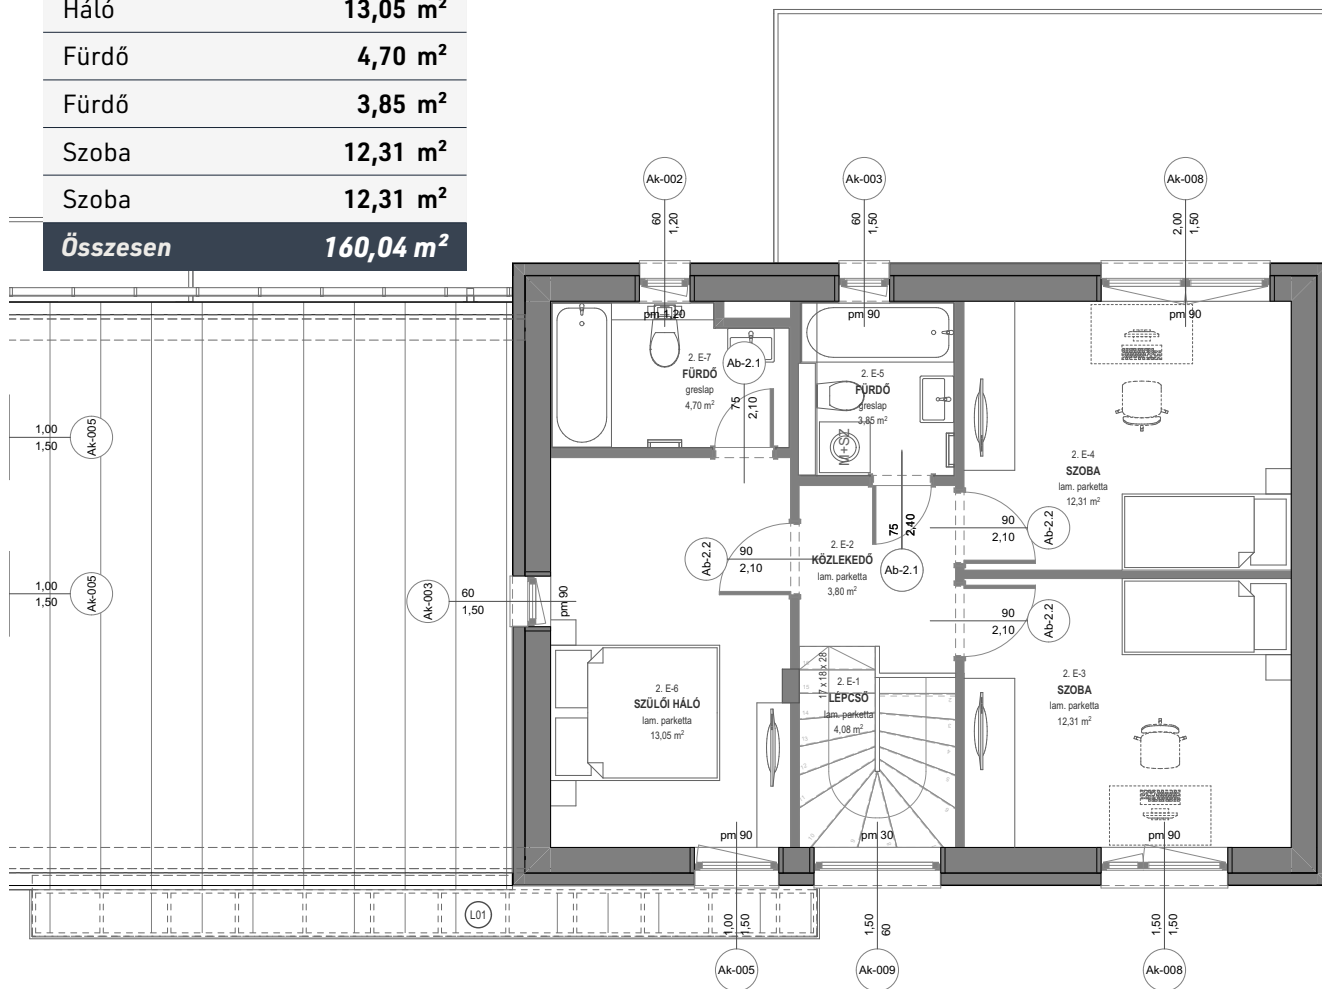 Háló 13,05 m²
Fürdő 4,70 m²
Fürdő 3,85 m²
Szoba 12,31 m²
Szoba 12,31 m²
Összesen 160,04 m²
Ak-002
60
1,20
Ak-003
60
1,50
Ak-008
2,00
1,50
pm 1,20
pm 90
pm 90
2. E-7
FÜRDŐ
greslap
4,70 m²
Ab-2.1
75
2,10
2. E-5
FÜRDŐ
greslap
3,85 m²
M+SZ
2. E-4
SZOBA
lam. parketta
12,31 m²
1,00
1,50
Ak-005
1,00
1,50
Ak-005
Ak-003
60
1,50
pm 90
Ab-2.2
90
2,10
2. E-2
KÖZLEKEDŐ
lam. parketta
3,80 m²
75
2,40
Ab-2.1
90
2,10
Ab-2.2
90
2,10
Ab-2.2
2. E-6
SZÜLŐI HÁLÓ
lam. parketta
13,05 m²
17 x 18 x 28
2. E-1
LÉPCSŐ
lam. parketta
4,08 m²
2. E-3
SZOBA
lam. parketta
12,31 m²
pm 90
pm 30
pm 90
L01
1,00
1,50
Ak-005
1,50
60
Ak-009
1,50
1,50
Ak-008